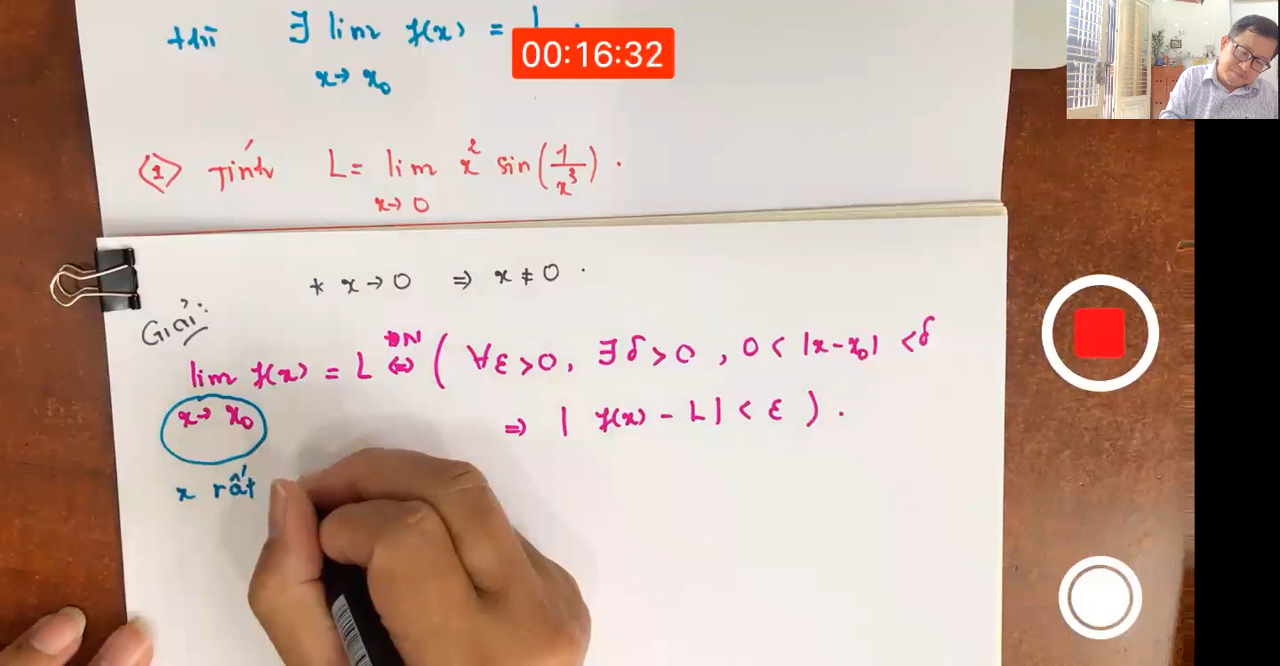 thì ∃ lim f(x) = L.
x→ x₀
00:16:32
<1> Tính L = lim x² sin(1/x³).
x→ 0
* x→0 ⇒ x ≠ 0.
Giải:
lim f(x) = L ⇔ ĐN ( ∀ε > 0, ∃ δ > 0, 0 < |x - x₀| < δ
x→ x₀ ⇒ | f(x) - L | < ε ).
x rất